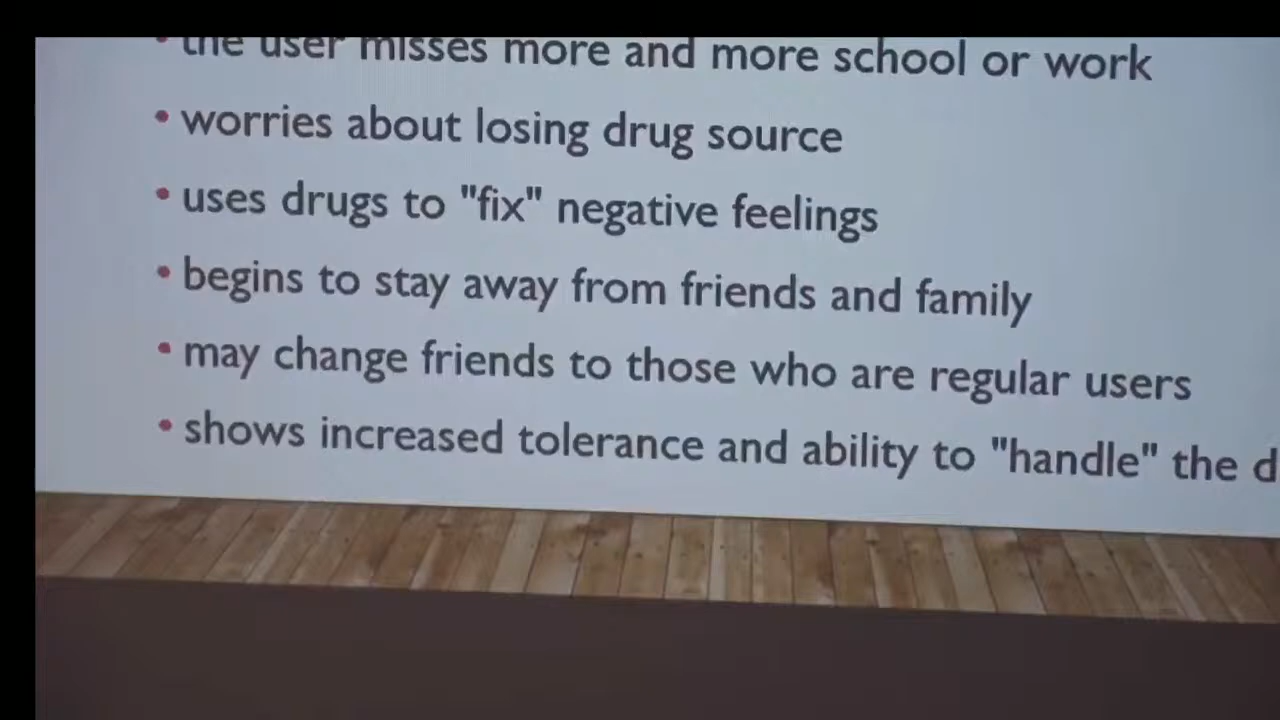 • the user misses more and more school or work
• worries about losing drug source
• uses drugs to "fix" negative feelings
• begins to stay away from friends and family
• may change friends to those who are regular users
• shows increased tolerance and ability to "handle" the